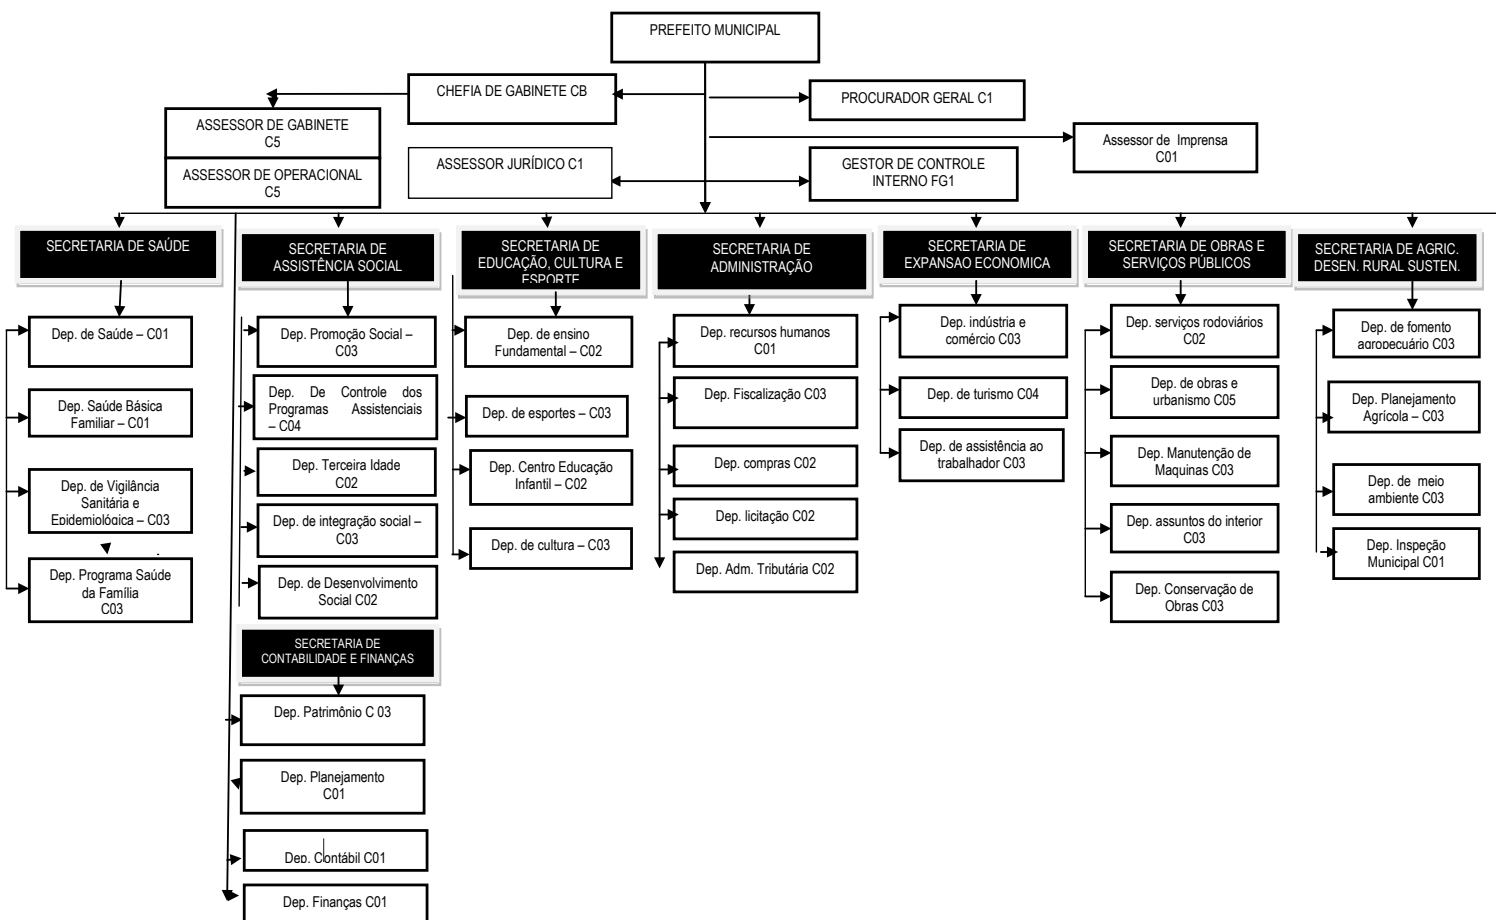 PREFEITO MUNICIPAL
CHEFIA DE GABINETE CB
PROCURADOR GERAL C1
ASSESSOR DE GABINETE
C5
Assessor de Imprensa
C01
ASSESSOR JURÍDICO C1
GESTOR DE CONTROLE
INTERNO FG1
ASSESSOR DE OPERACIONAL
C5
SECRETARIA DE SAÚDE
Dep. de Saúde – C01
Dep. Saúde Básica
Familiar – C01
Dep. de Vigilância
Sanitária e
Epidemiológica – C03
Dep. Programa Saúde
da Família
C03
SECRETARIA DE
ASSISTÊNCIA SOCIAL
Dep. Promoção Social –
C03
Dep. De Controle dos
Programas Assistenciais
– C04
Dep. Terceira Idade
C02
Dep. de integração social –
C03
Dep. de Desenvolvimento
Social C02
SECRETARIA DE
CONTABILIDADE E FINANÇAS
Dep. Patrimônio C 03
Dep. Planejamento
C01
Dep. Contábil C01
Dep. Finanças C01
SECRETARIA DE
EDUCAÇÃO, CULTURA E
ESPORTE
Dep. de ensino
Fundamental – C02
Dep. de esportes – C03
Dep. Centro Educação
Infantil – C02
Dep. de cultura – C03
SECRETARIA DE
ADMINISTRAÇÃO
Dep. recursos humanos
C01
Dep. Fiscalização C03
Dep. compras C02
Dep. licitação C02
Dep. Adm. Tributária C02
SECRETARIA DE
EXPANSAO ECONOMICA
Dep. indústria e
comércio C03
Dep. de turismo C04
Dep. de assistência ao
trabalhador C03
SECRETARIA DE OBRAS E
SERVIÇOS PÚBLICOS
Dep. serviços rodoviários
C02
Dep. de obras e
urbanismo C05
Dep. Manutenção de
Maquinas C03
Dep. assuntos do interior
C03
Dep. Conservação de
Obras C03
SECRETARIA DE AGRIC.
DESEN. RURAL SUSTEN.
Dep. de fomento
agropecuário C03
Dep. Planejamento
Agrícola – C03
Dep. de meio
ambiente C03
Dep. Inspeção
Municipal C01